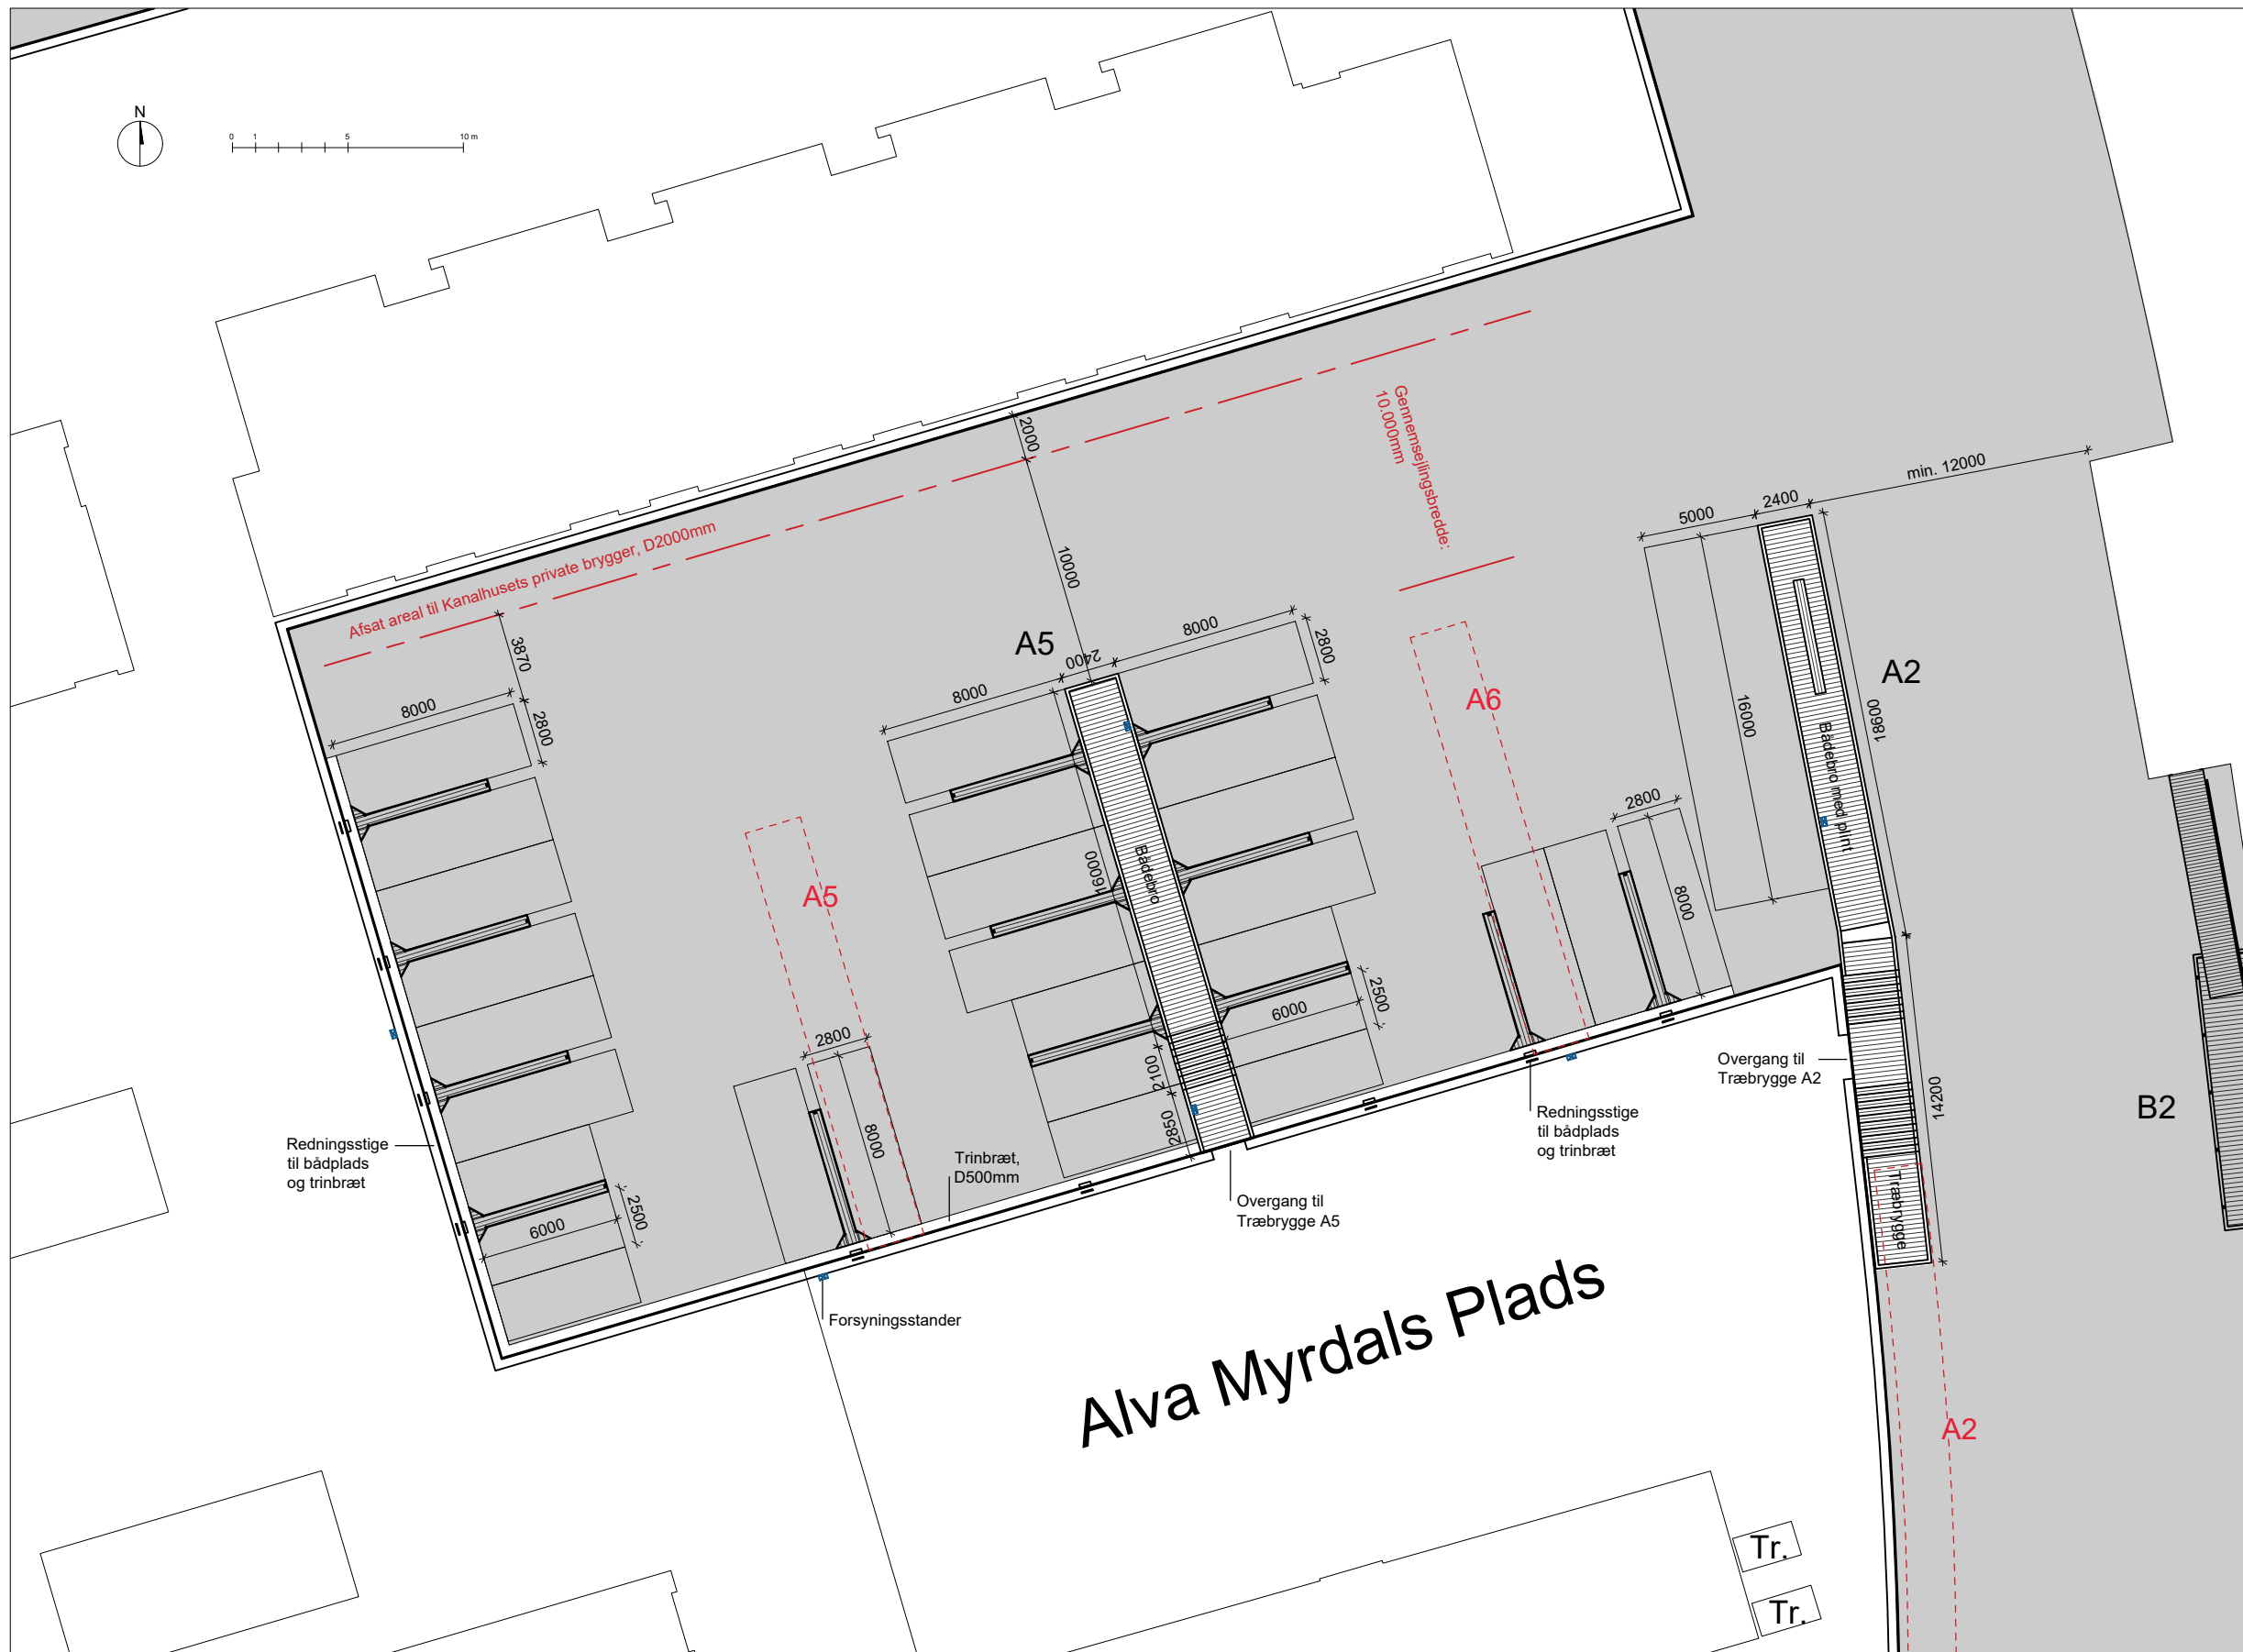 N
0 1 5 10 m
Gennemsejlingsbredde:
10.000mm
2000
min. 12000
2400
5000
Afsat areal til Kanalhusets private brygger, D2000mm
10000
3870
8000
2800
A5
2400
8000
8000
2800
A6
A2
16000
18600
Bådebro med plint
8000
2800
A5
16000
Bådebro
2800
8000
2500
6000
2100
2850
2800
8000
Overgang til
Træbrygge A2
14200
B2
Redningsstige
til bådplads
og trinbræt
Redningsstige
til bådplads
og trinbræt
Trinbræt,
D500mm
Overgang til
Træbrygge A5
Træbrygge
6000
2500
Forsyningsstander
Alva Myrdals Plads
A2
Tr.
Tr.